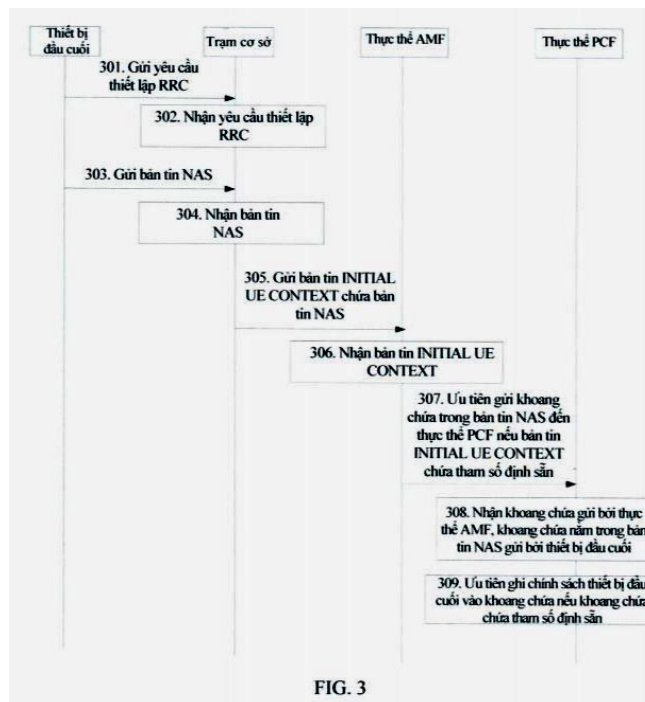 Thiết bị
đầu cuối
Trạm cơ sở
Thực thể AMF
Thực thể PCF
301. Gửi yêu cầu
thiết lập RRC
302. Nhận yêu cầu thiết lập
RRC
303. Gửi bản tin NAS
304. Nhận bản tin
NAS
305. Gửi bản tin INITIAL
UE CONTEXT chứa bản
tin NAS
306. Nhận bản tin INITIAL UE
CONTEXT
307. Ưu tiên gửi khoang
chứa trong bản tin NAS đến
thực thể PCF nếu bản tin
INITIAL UE CONTEXT
chứa tham số định sẵn
308. Nhận khoang chứa gửi bởi thực
thể AMF, khoang chứa nằm trong bản
tin NAS gửi bởi thiết bị đầu cuối
309. Ưu tiên ghi chính sách thiết bị đầu
cuối vào khoang chứa nếu khoang chứa
chứa tham số định sẵn
FIG. 3